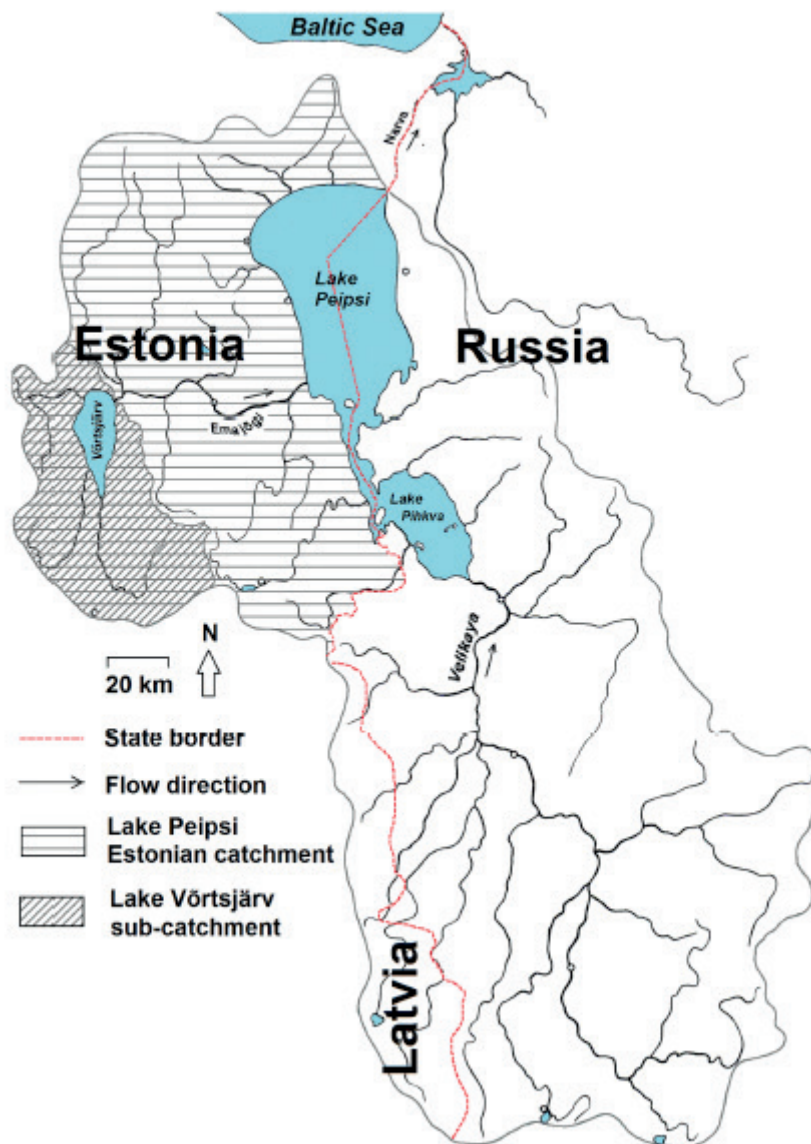 Baltic Sea
Narva
Lake
Peipsi
Estonia
Russia
Emajõgi
Võrtsjärv
Lake
Pihkva
Velikaya
N
20 km
State border
Flow direction
Lake Peipsi
Estonian catchment
Lake Võrtsjärv
sub-catchment
Latvia